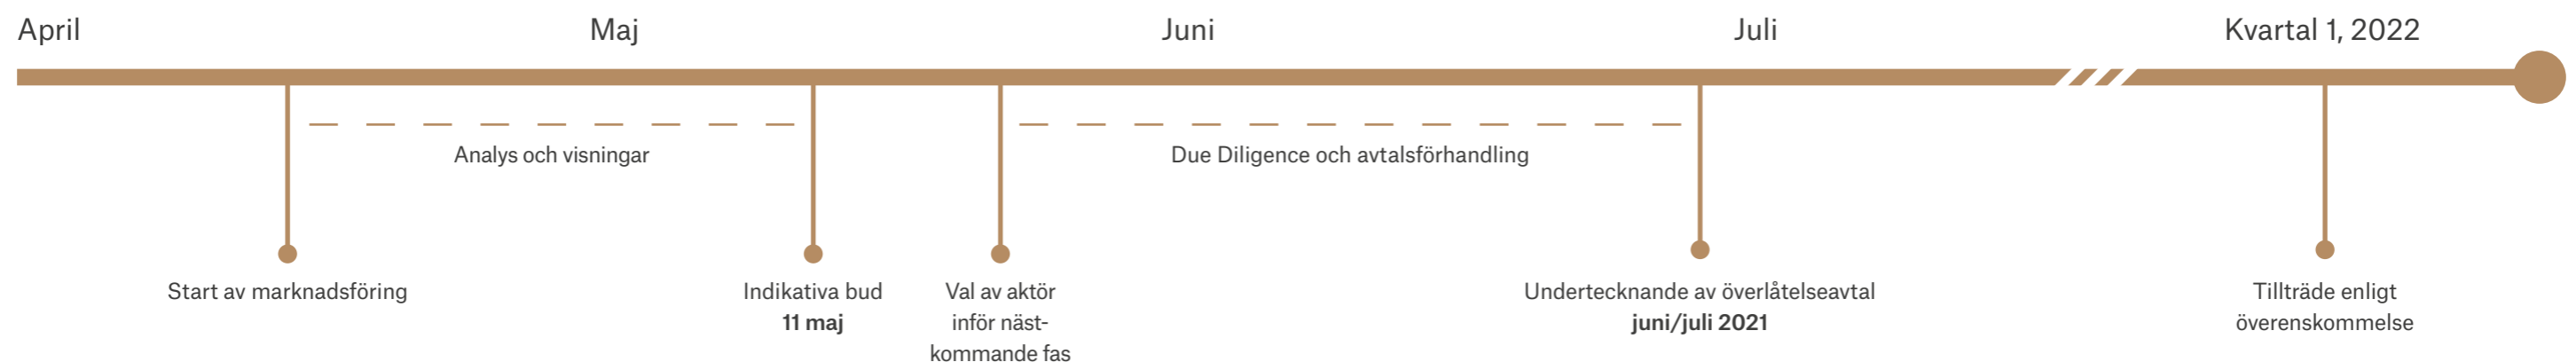 April
Maj
Juni
Juli
Kvartal 1, 2022
Analys och visningar
Due Diligence och avtalsförhandling
Start av marknadsföring
Indikativa bud
11 maj
Val av aktör
inför näst-
kommande fas
Undertecknande av överlåtelseavtal
juni/juli 2021
Tillträde enligt
överenskommelse